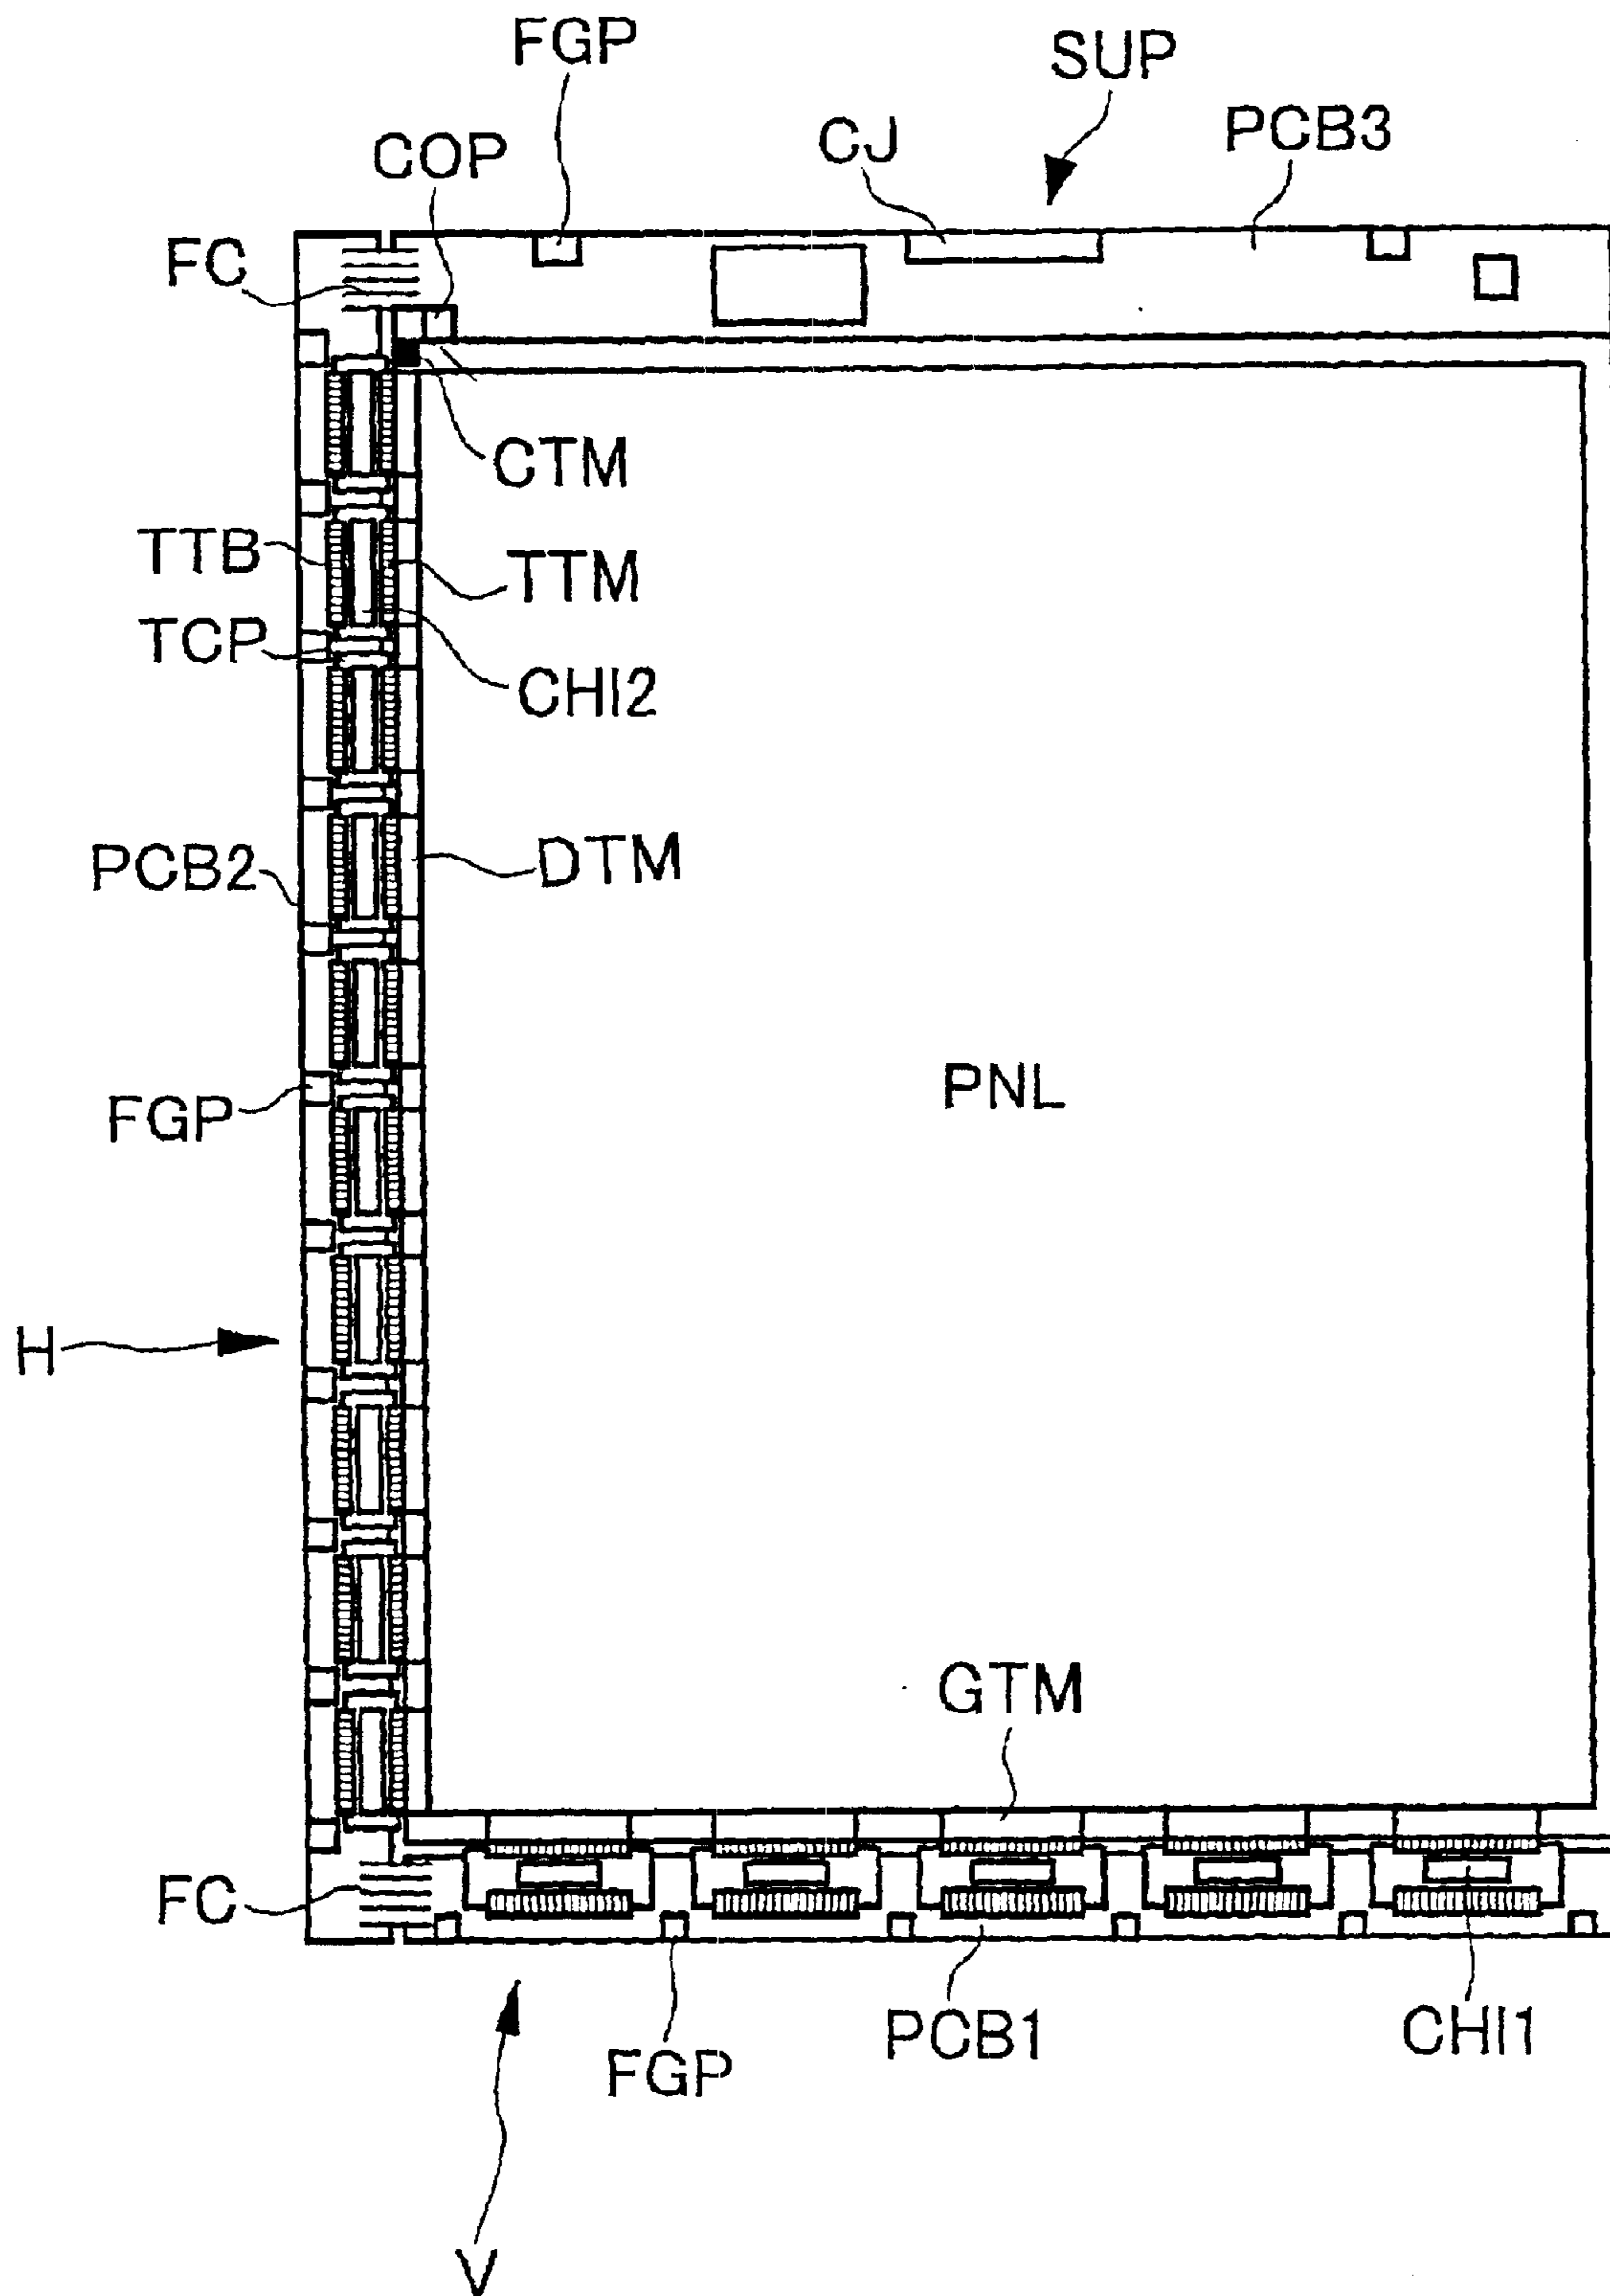 FGP
SUP
CJ
PCB3
COP
FC
CTM
TTB
TTM
TCP
CHI2
PCB2
DTM
PNL
FGP
H
GTM
FC
PCB1
CHI1
FGP
V